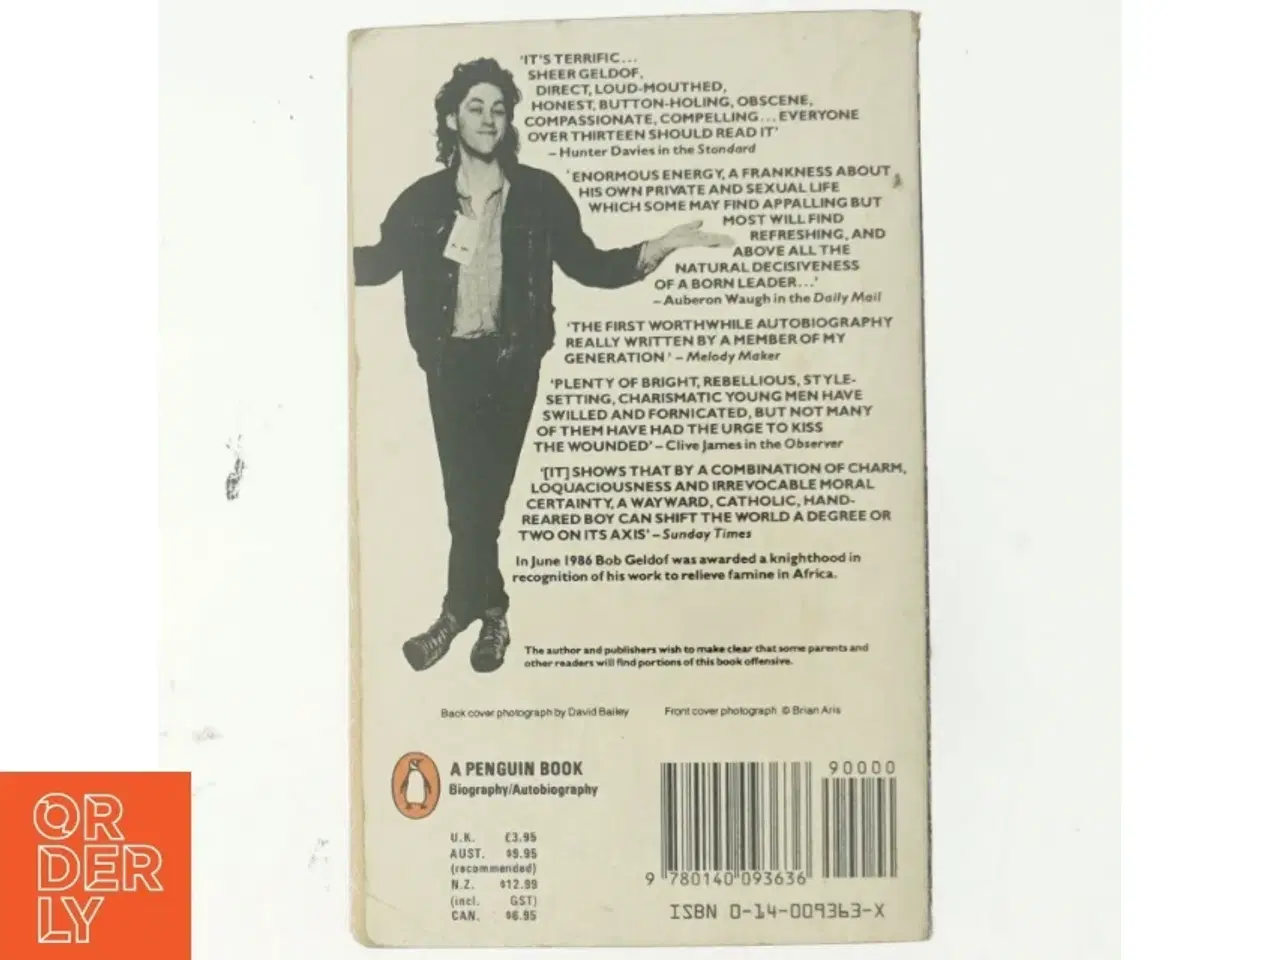 'IT'S TERRIFIC...
SHEER GELDOF,
DIRECT, LOUD-MOUTHED,
HONEST, BUTTON-HOLING, OBSCENE,
COMPASSIONATE, COMPELLING... EVERYONE
OVER THIRTEEN SHOULD READ IT'
– Hunter Davies in the Standard
'ENORMOUS ENERGY, A FRANKNESS ABOUT
HIS OWN PRIVATE AND SEXUAL LIFE
WHICH SOME MAY FIND APPALLING BUT
MOST WILL FIND
REFRESHING, AND
ABOVE ALL THE
NATURAL DECISIVENESS
OF A BORN LEADER...'
– Auberon Waugh in the Daily Mail
'THE FIRST WORTHWHILE AUTOBIOGRAPHY
REALLY WRITTEN BY A MEMBER OF MY
GENERATION' – Melody Maker
'PLENTY OF BRIGHT, REBELLIOUS, STYLE-
SETTING, CHARISMATIC YOUNG MEN HAVE
SWILLED AND FORNICATED, BUT NOT MANY
OF THEM HAVE HAD THE URGE TO KISS
THE WOUNDED' – Clive James in the Observer
'[IT] SHOWS THAT BY A COMBINATION OF CHARM,
LOQUACIOUSNESS AND IRREVOCABLE MORAL
CERTAINTY, A WAYWARD, CATHOLIC, HAND-
REARED BOY CAN SHIFT THE WORLD A DEGREE OR
TWO ON ITS AXIS' – Sunday Times
In June 1986 Bob Geldof was awarded a knighthood in
recognition of his work to relieve famine in Africa.
The author and publishers wish to make clear that some parents and
other readers will find portions of this book offensive.
Back cover photograph by David Bailey
Front cover photograph © Brian Aris
A PENGUIN BOOK
Biography/Autobiography
U.K. £3.95
AUST. $9.95
(recommended)
N.Z. $12.99
(incl. GST)
CAN. $6.95
90000
9 780140 093636
ISBN 0-14-009363-X
ORDERLY